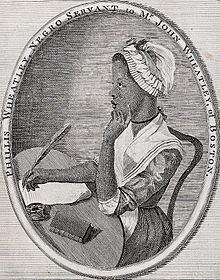 PHILLIS WHEATLEY, NEGRO SERVANT to Mr. JOHN WHEATLEY, of BOSTON.